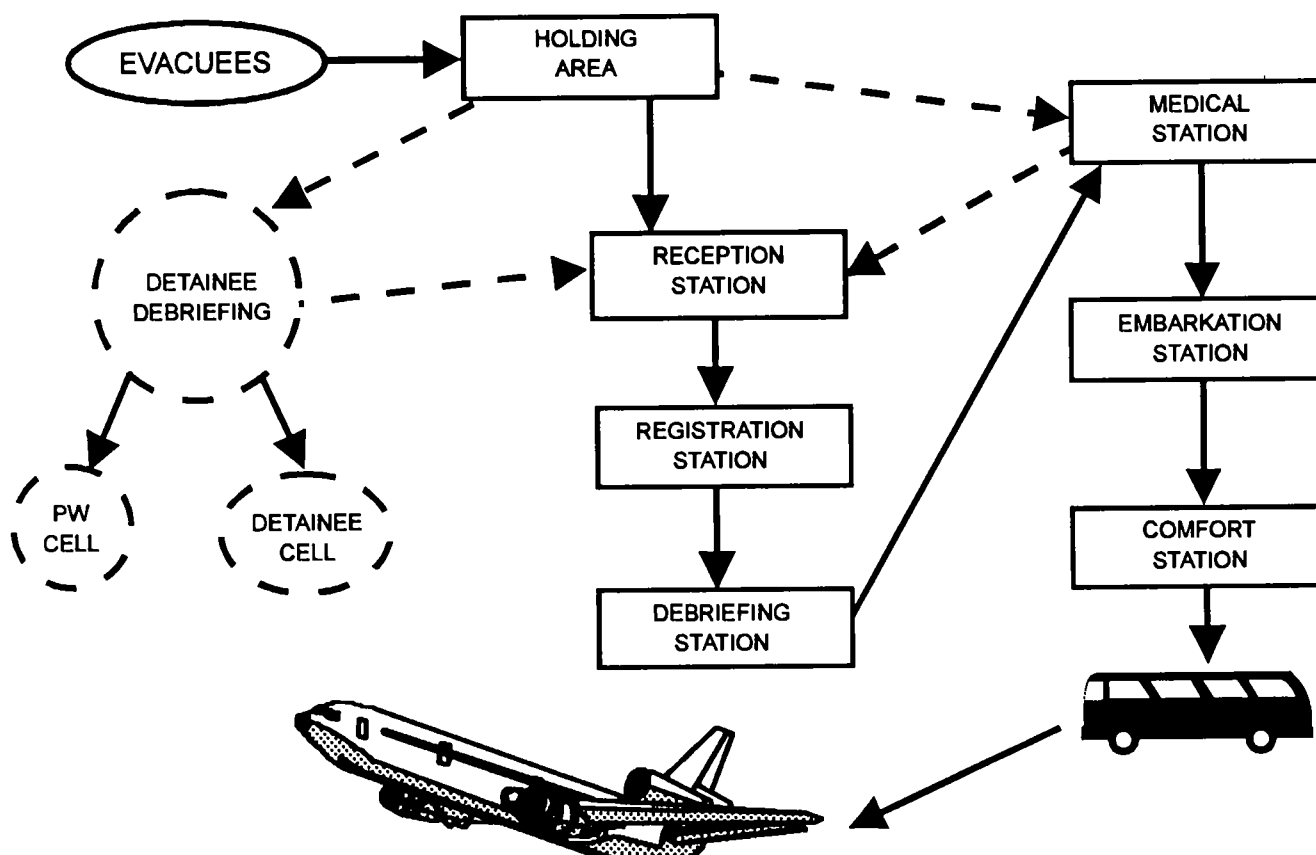 EVACUEES
HOLDING
AREA
MEDICAL
STATION
DETAINEE
DEBRIEFING
RECEPTION
STATION
EMBARKATION
STATION
REGISTRATION
STATION
PW
CELL
DETAINEE
CELL
COMFORT
STATION
DEBRIEFING
STATION